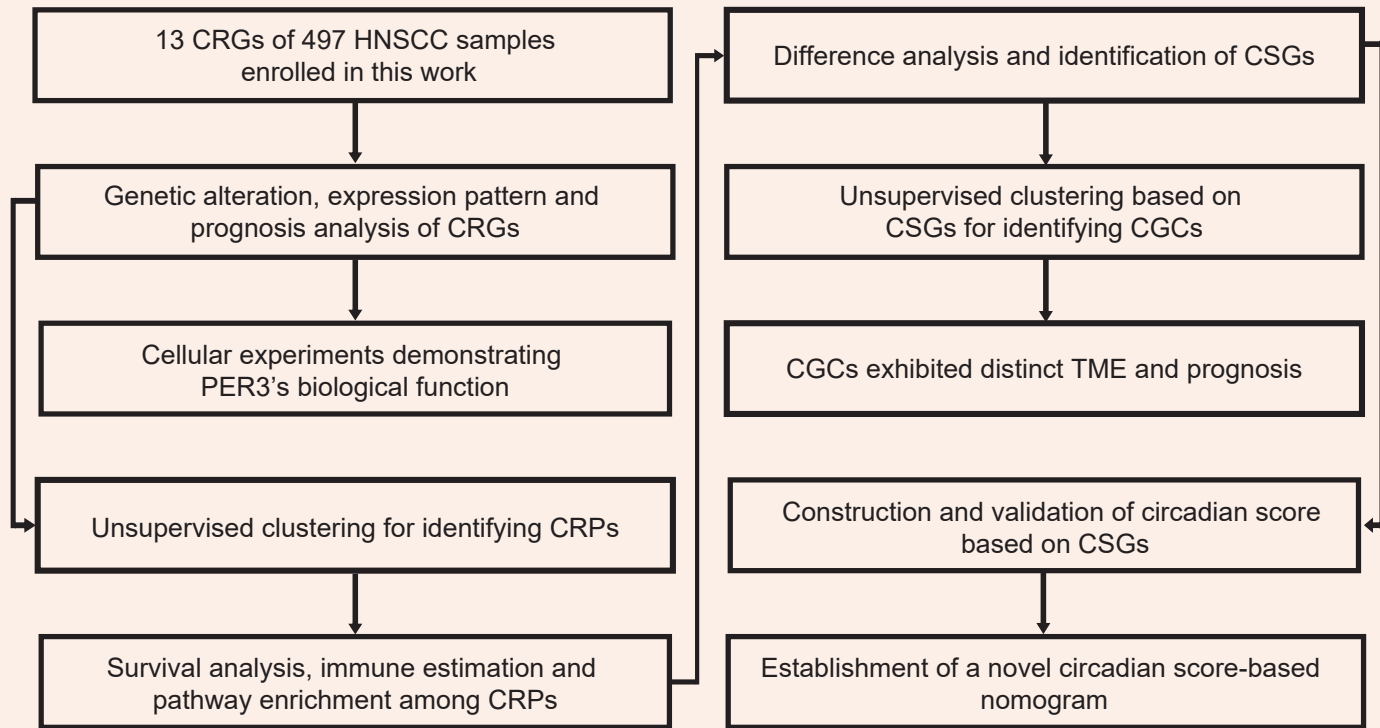 13 CRGs of 497 HNSCC samples
enrolled in this work
Genetic alteration, expression pattern and
prognosis analysis of CRGs
Cellular experiments demonstrating
PER3's biological function
Unsupervised clustering for identifying CRPs
Survival analysis, immune estimation and
pathway enrichment among CRPs
Difference analysis and identification of CSGs
Unsupervised clustering based on
CSGs for identifying CGCs
CGCs exhibited distinct TME and prognosis
Construction and validation of circadian score
based on CSGs
Establishment of a novel circadian score-based
nomogram